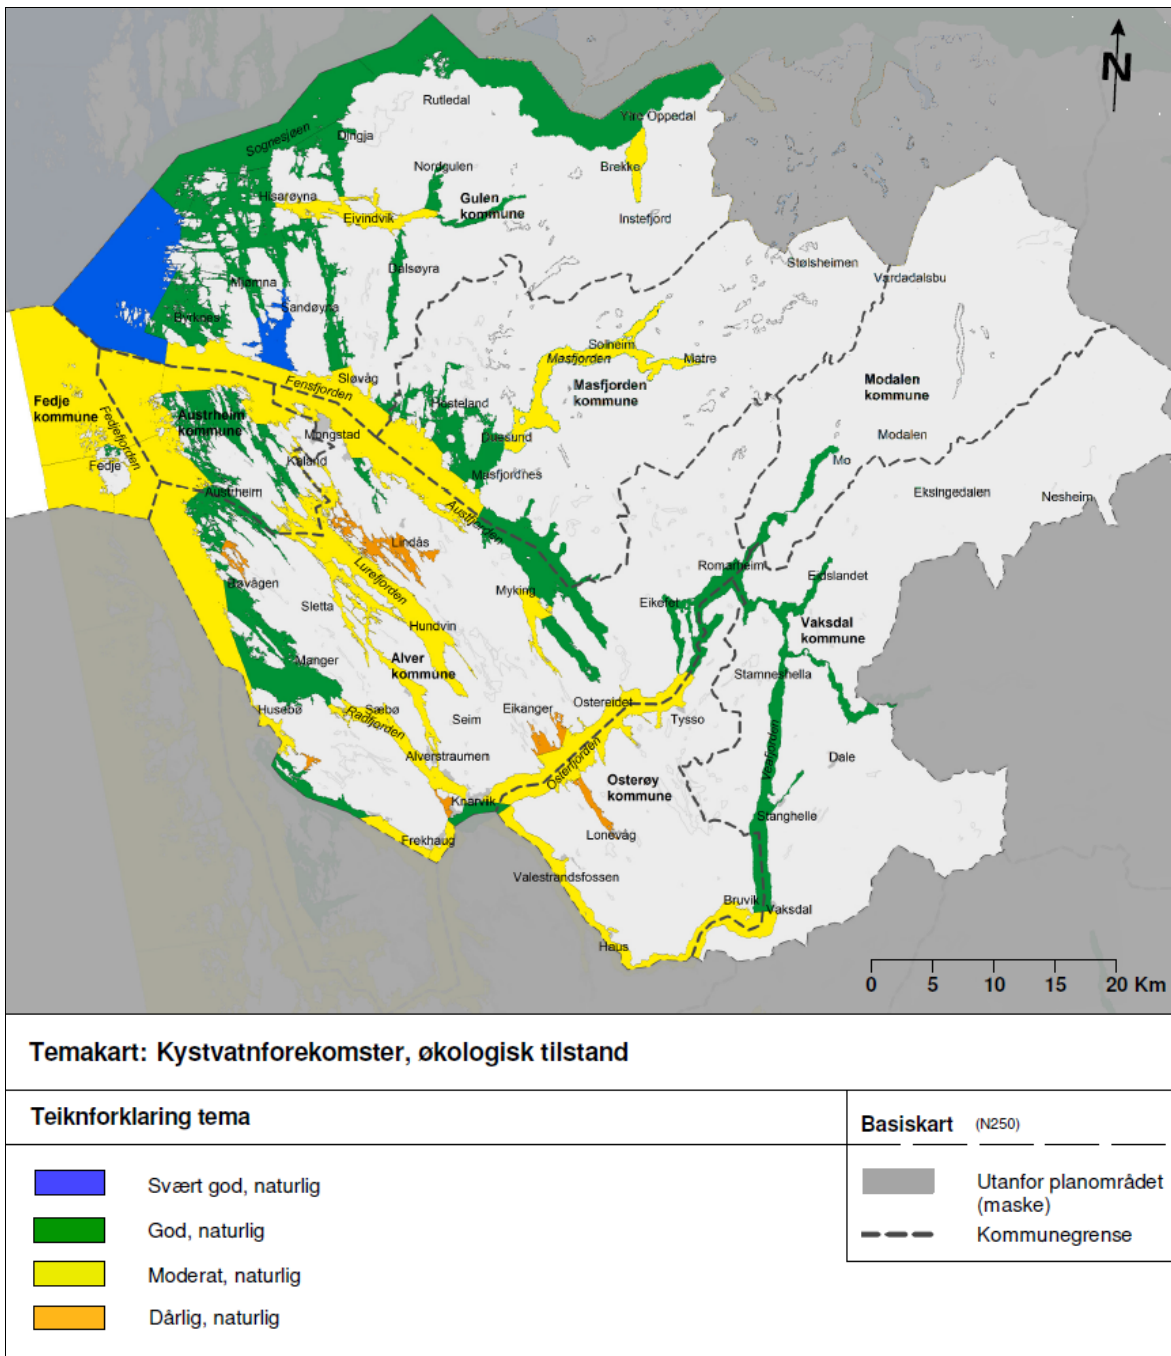 N
Rutledal
Ytre Oppedal
Sognesjøen
Dingja
Nordgulen
Brekke
Hisarøyna
Gulen
kommune
Eivindvik
Instefjord
Dalsøyra
Stølsheimen
Vardadalsbu
Mjømna
Sandøyna
Byrknes
Solheim
Masfjorden
Matre
Sløvåg
Fensfjorden
Masfjorden
kommune
Modalen
kommune
Fedje
kommune
Austrheim
kommune
Hosteland
Fedjefjorden
Mongstad
Duesund
Modalen
Kaland
Mo
Fedje
Masfjordnes
Austrheim
Eksingedalen
Nesheim
Austfjorden
Lindås
Romarheim
Lurefjorden
Eidslandet
Bøvågen
Myking
Sletta
Eikefet
Hundvin
Vaksdal
kommune
Manger
Alver
kommune
Stamneshella
Husebø
Sæbø
Radfjorden
Seim
Eikanger
Ostereidet
Tysso
Veafjorden
Alverstraumen
Osterfjorden
Dale
Osterøy
kommune
Knarvik
Stanghelle
Frekhaug
Lonevåg
Valestrandsfossen
Bruvik
Vaksdal
Haus
0 5 10 15 20 Km
Temakart: Kystvatnforekomster, økologisk tilstand
Teiknforklaring tema
Svært god, naturlig
God, naturlig
Moderat, naturlig
Dårlig, naturlig
Basiskart (N250)
Utanfor planområdet
(maske)
Kommunegrense